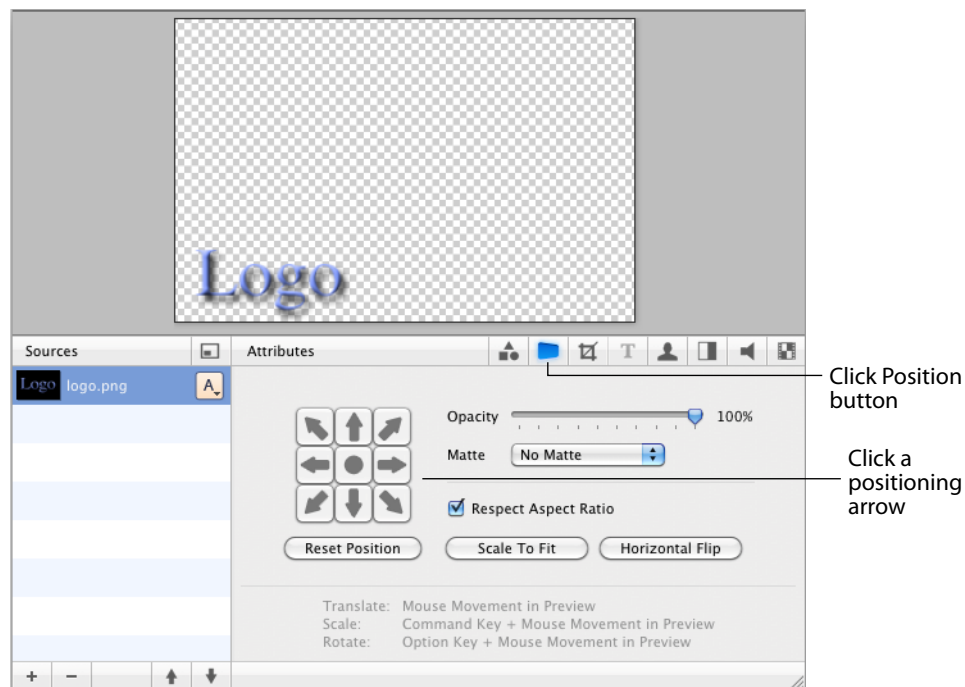 Logo
Sources
Attributes
T
Logo logo.png A
Opacity 100%
Matte No Matte
Respect Aspect Ratio
Reset Position Scale To Fit Horizontal Flip
Translate: Mouse Movement in Preview
Scale: Command Key + Mouse Movement in Preview
Rotate: Option Key + Mouse Movement in Preview
Click Position
button
Click a
positioning
arrow